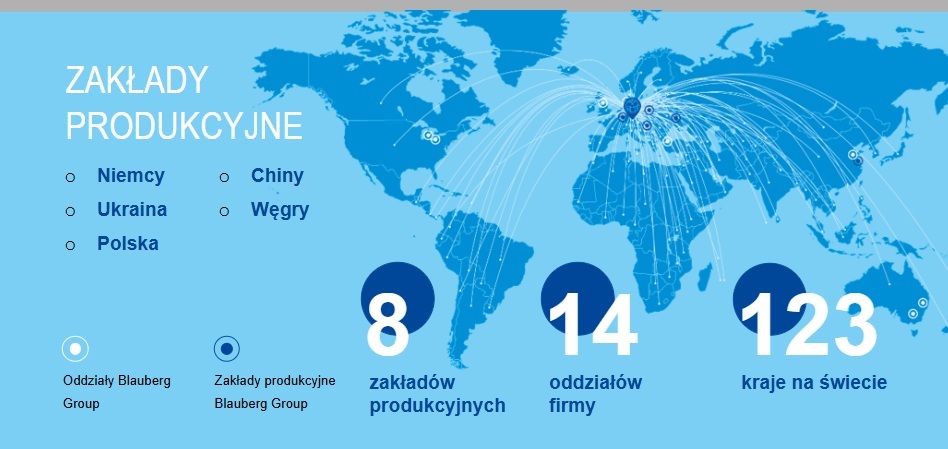 ZAKŁADY
PRODUKCYJNE
Niemcy
Ukraina
Polska
Chiny
Węgry
Oddziały Blauberg
Group
Zakłady produkcyjne
Blauberg Group
8
zakładów
produkcyjnych
14
oddziałów
firmy
123
kraje na świecie